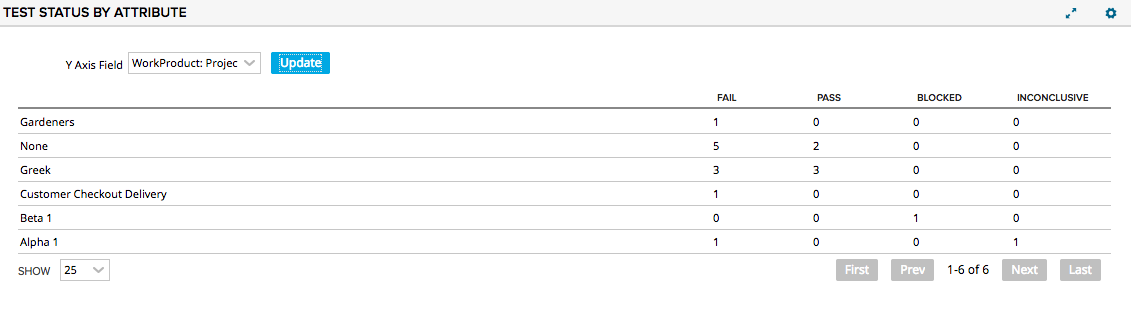 TEST STATUS BY ATTRIBUTE
Y Axis Field WorkProduct: Projec Update
FAIL PASS BLOCKED INCONCLUSIVE
Gardeners 1 0 0 0
None 5 2 0 0
Greek 3 3 0 0
Customer Checkout Delivery 1 0 0 0
Beta 1 0 0 1 0
Alpha 1 1 0 0 1
SHOW 25 First Prev 1-6 of 6 Next Last